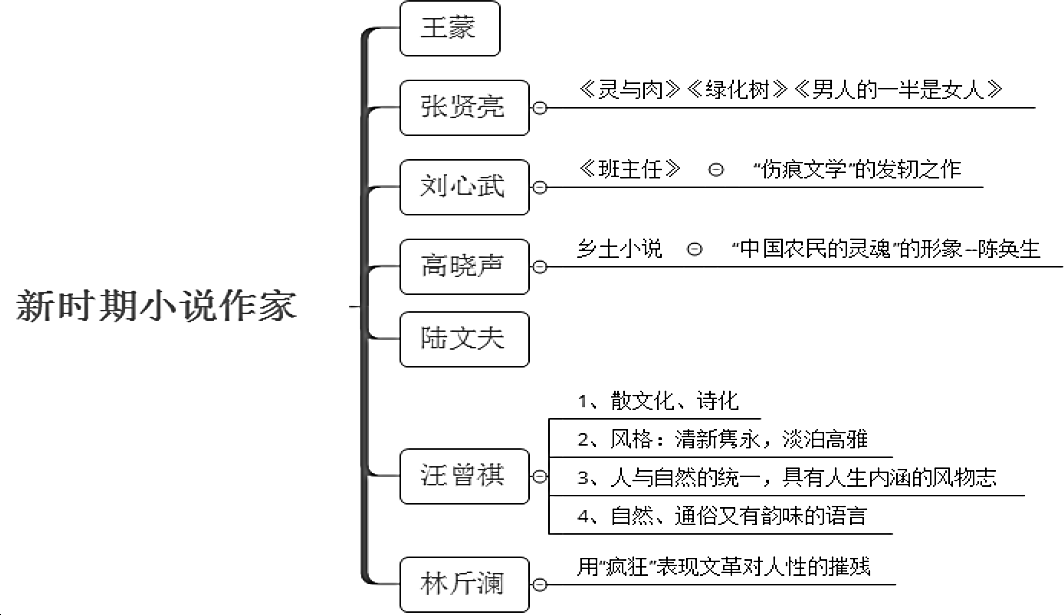 新时期小说作家
王蒙
张贤亮
《灵与肉》《绿化树》《男人的一半是女人》
刘心武
《班主任》
“伤痕文学”的发轫之作
高晓声
乡土小说
“中国农民的灵魂”的形象--陈奂生
陆文夫
汪曾祺
1、散文化、诗化
2、风格：清新隽永，淡泊高雅
3、人与自然的统一，具有人生内涵的风物志
4、自然、通俗又有韵味的语言
林斤澜
用“疯狂”表现文革对人性的摧残